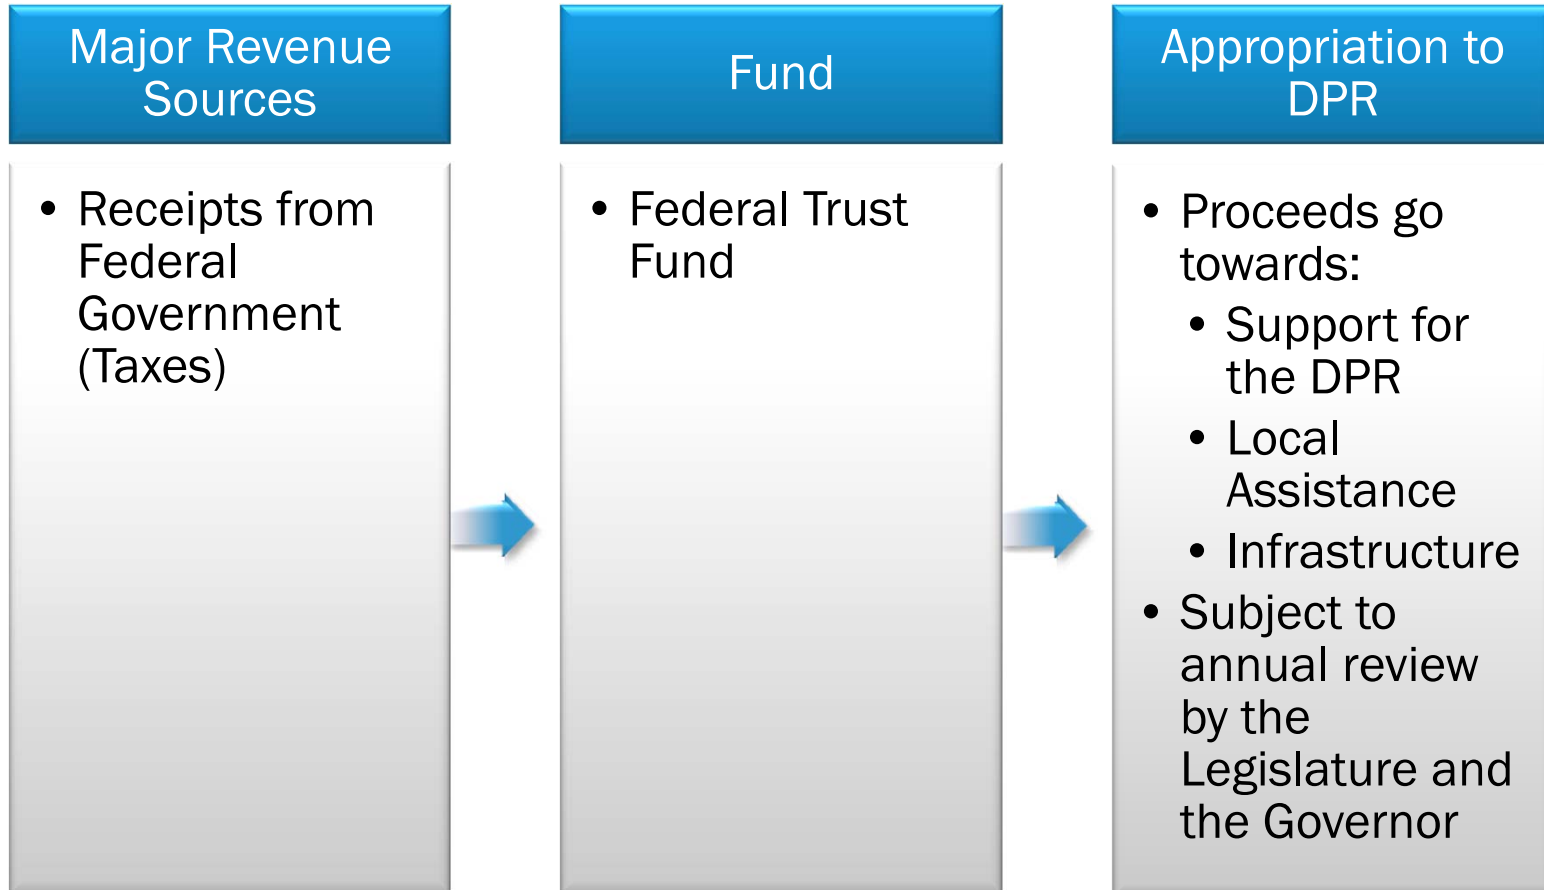 Major Revenue
Sources
• Receipts from
Federal
Government
(Taxes)
Fund
• Federal Trust
Fund
Appropriation to
DPR
• Proceeds go
towards:
• Support for
the DPR
• Local
Assistance
• Infrastructure
• Subject to
annual review
by the
Legislature and
the Governor